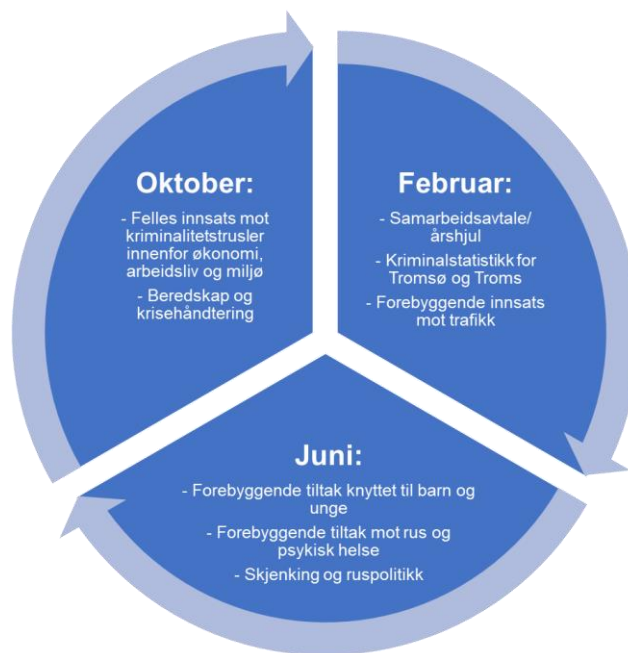 Oktober:
- Felles innsats mot
kriminalitetstrusler
innenfor økonomi,
arbeidsliv og miljø
- Beredskap og
krisehåndtering
Februar:
- Samarbeidsavtale/
årshjul
- Kriminalstatistikk for
Tromsø og Troms
- Forebyggende innsats
mot trafikk
Juni:
- Forebyggende tiltak knyttet til barn og
unge
- Forebyggende tiltak mot rus og
psykisk helse
- Skjenking og ruspolitikk